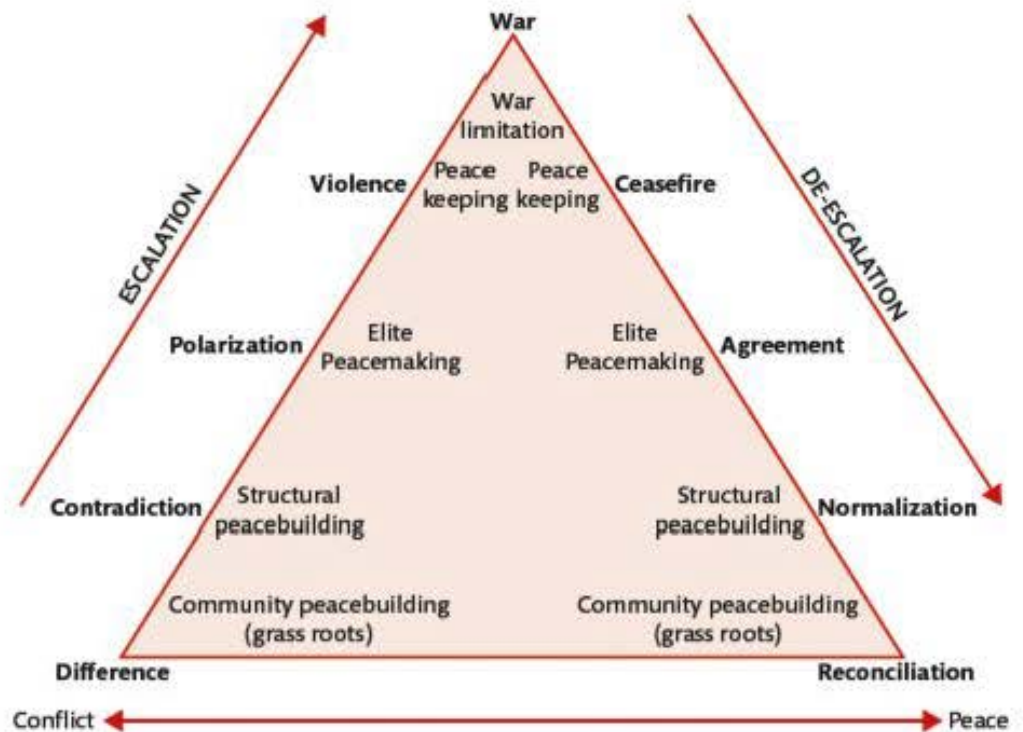 War
War
limitation
Violence
Peace
keeping
Peace
keeping
Ceasefire
ESCALATION
DE-ESCALATION
Polarization
Elite
Peacemaking
Elite
Peacemaking
Agreement
Contradiction
Structural
peacebuilding
Structural
peacebuilding
Normalization
Community peacebuilding
(grass roots)
Community peacebuilding
(grass roots)
Difference
Reconciliation
Conflict
Peace